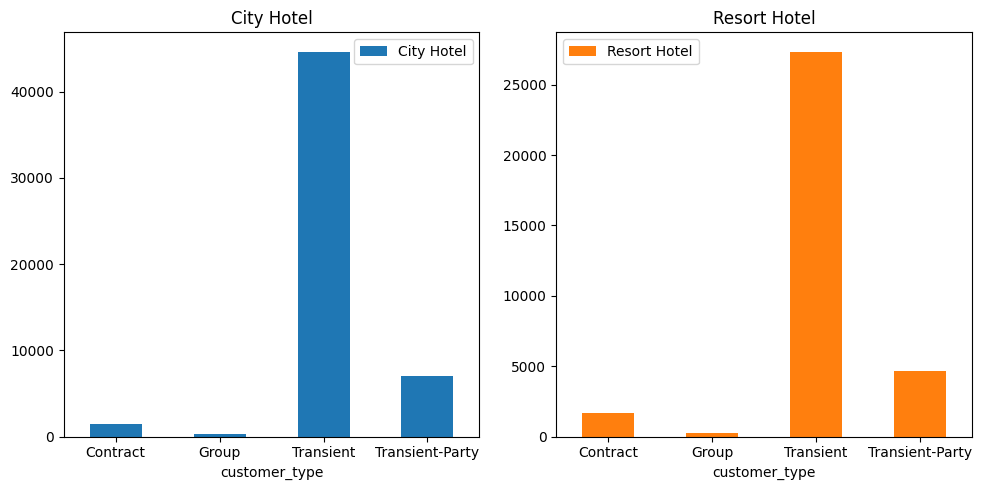 City Hotel
City Hotel
40000
30000
20000
10000
0
Contract Group Transient Transient-Party
customer_type
Resort Hotel
Resort Hotel
25000
20000
15000
10000
5000
0
Contract Group Transient Transient-Party
customer_type